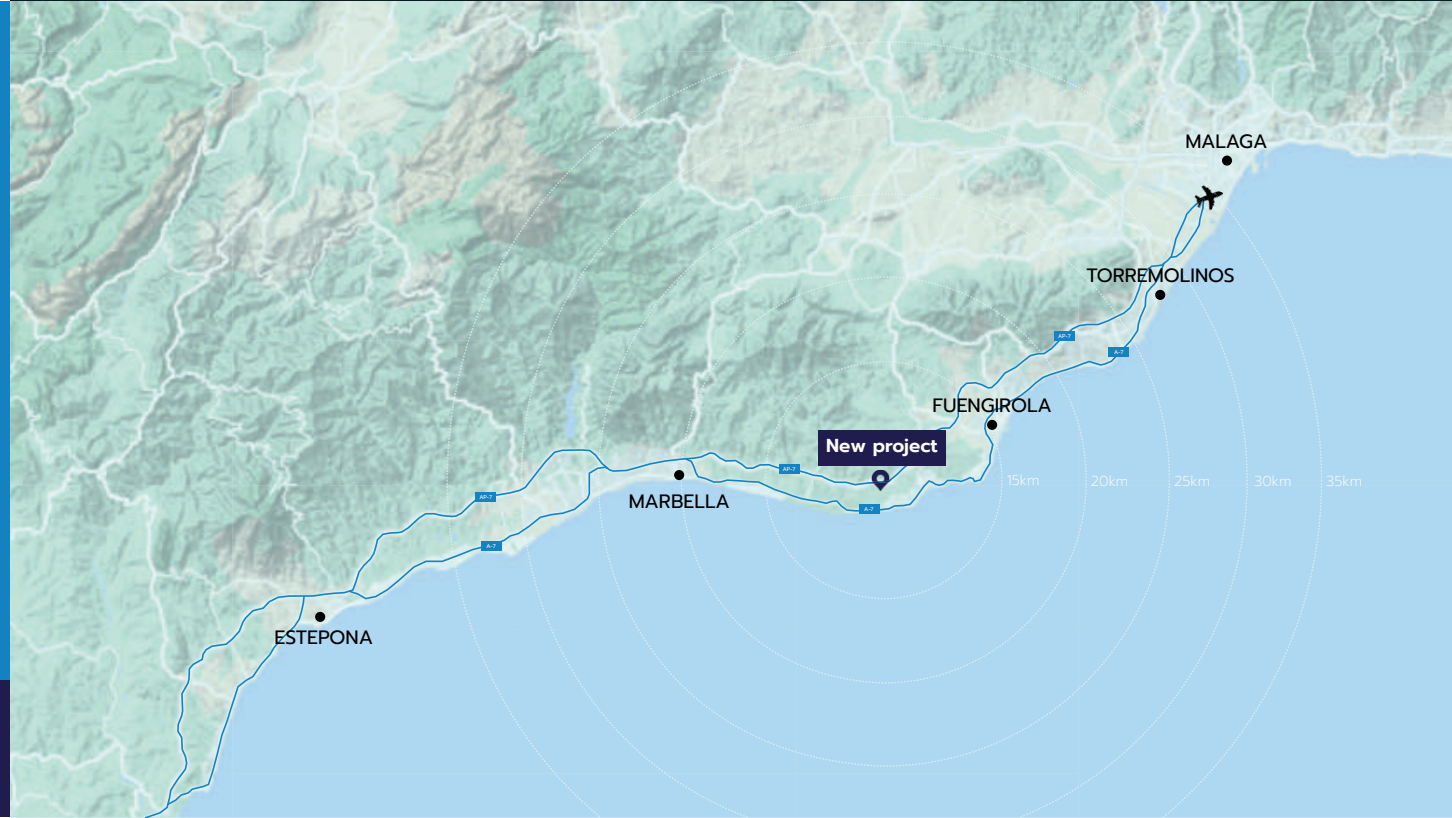 MALAGA
TORREMOLINOS
AP-7
A-7
FUENGIROLA
New project
AP-7
15km
20km
25km
30km
35km
MARBELLA
AP-7
A-7
A-7
ESTEPONA